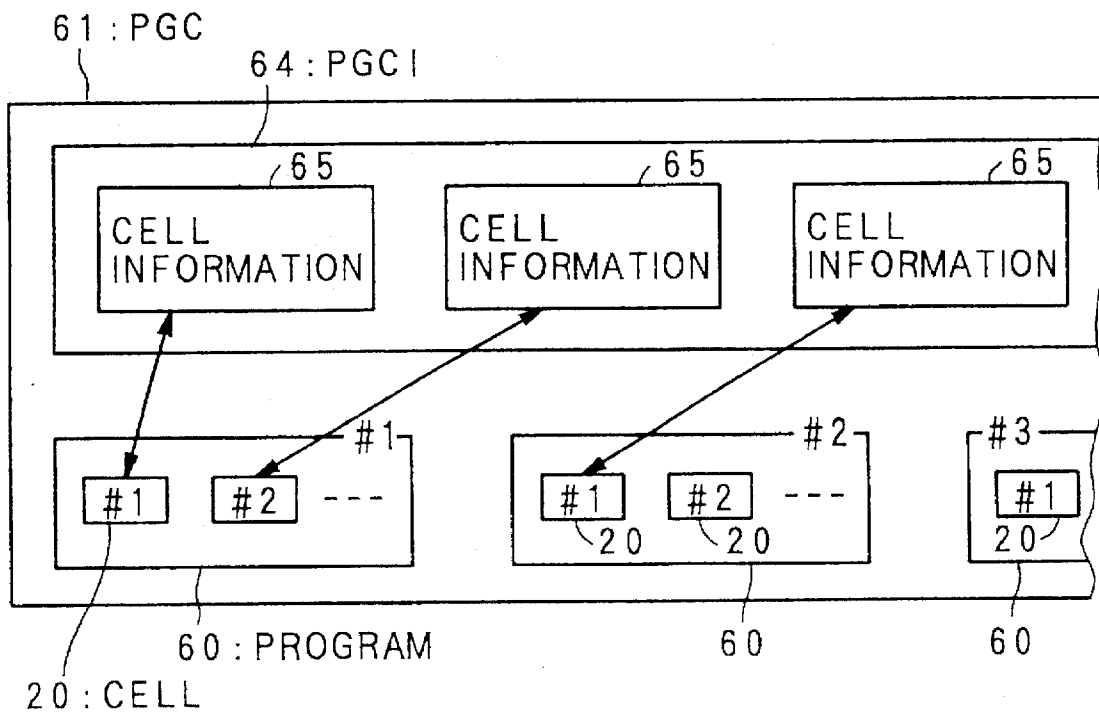 61:PGC
64:PGCI
65 65 65
CELL INFORMATION
CELL INFORMATION
CELL INFORMATION
#1 #2 #3
#1 #2 --- #1 #2 --- #1
20 20 20
60:PROGRAM 60 60
20:CELL